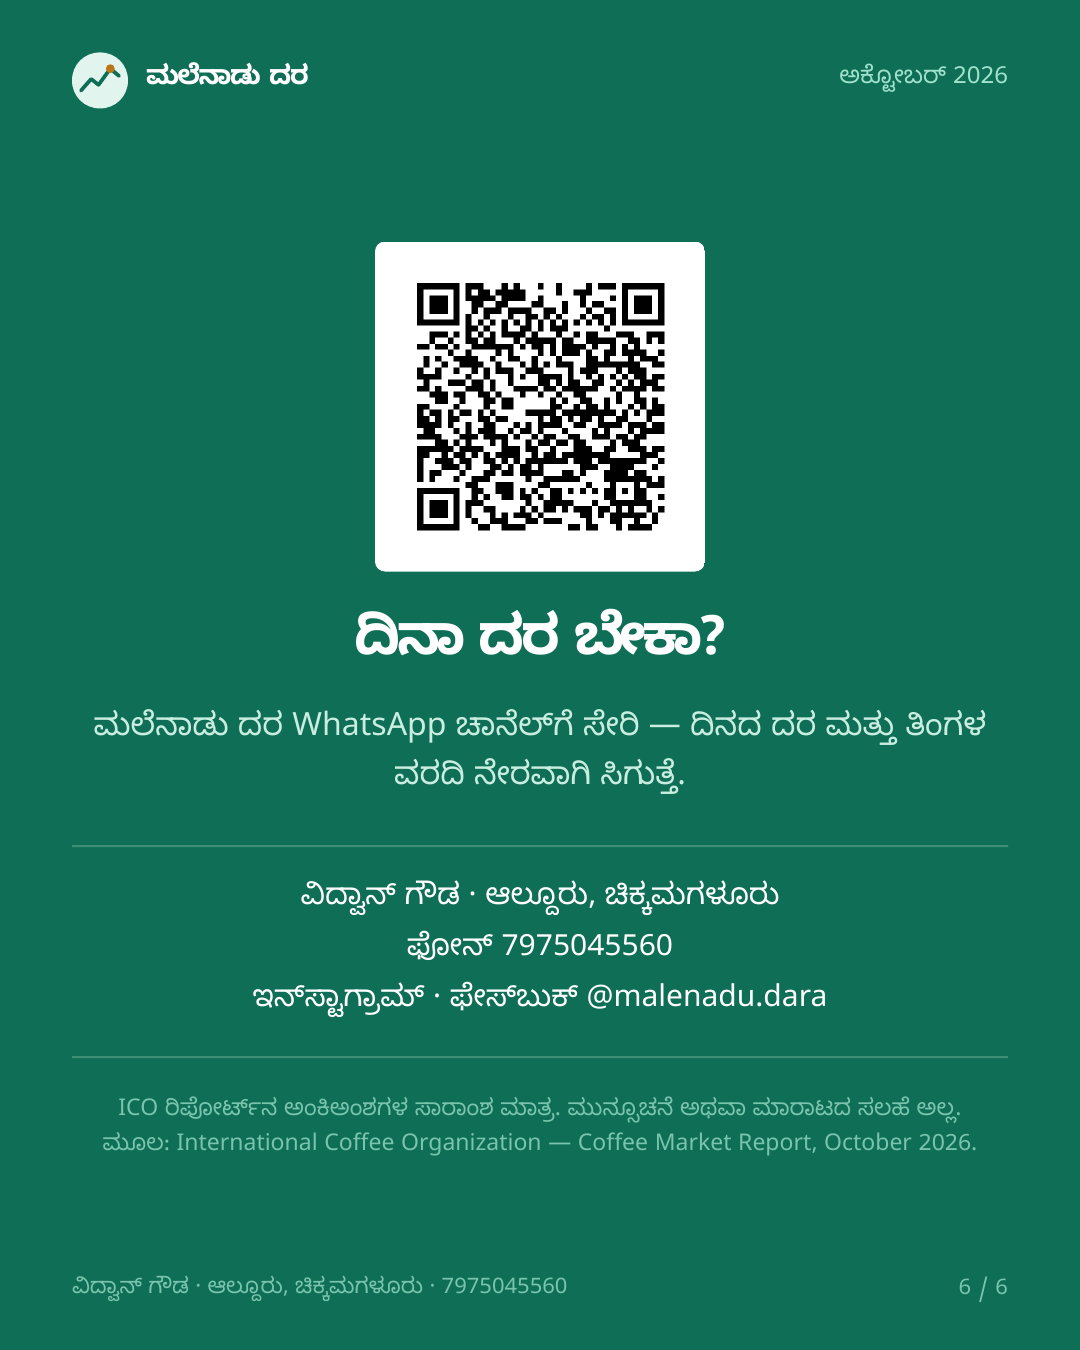 ಮಲೆನಾಡು ದರ
ಅಕ್ಟೋಬರ್ 2026
ದಿನಾ ದರ ಬೇಕಾ?
ಮಲೆನಾಡು ದರ WhatsApp ಚಾನೆಲ್‌ಗೆ ಸೇರಿ — ದಿನದ ದರ ಮತ್ತು ತಿಂಗಳ
ವರದಿ ನೇರವಾಗಿ ಸಿಗುತ್ತೆ.
ವಿದ್ವಾನ್ ಗೌಡ · ಆಲ್ದೂರು, ಚಿಕ್ಕಮಗಳೂರು
ಫೋನ್ 7975045560
ಇನ್‌ಸ್ಟಾಗ್ರಾಮ್ · ಫೇಸ್‌ಬುಕ್ @malenadu.dara
ICO ರಿಪೋರ್ಟ್‌ನ ಅಂಕಿಅಂಶಗಳ ಸಾರಾಂಶ ಮಾತ್ರ. ಮುನ್ಸೂಚನೆ ಅಥವಾ ಮಾರಾಟದ ಸಲಹೆ ಅಲ್ಲ.
ಮೂಲ: International Coffee Organization — Coffee Market Report, October 2026.
ವಿದ್ವಾನ್ ಗೌಡ · ಆಲ್ದೂರು, ಚಿಕ್ಕಮಗಳೂರು · 7975045560
6 / 6